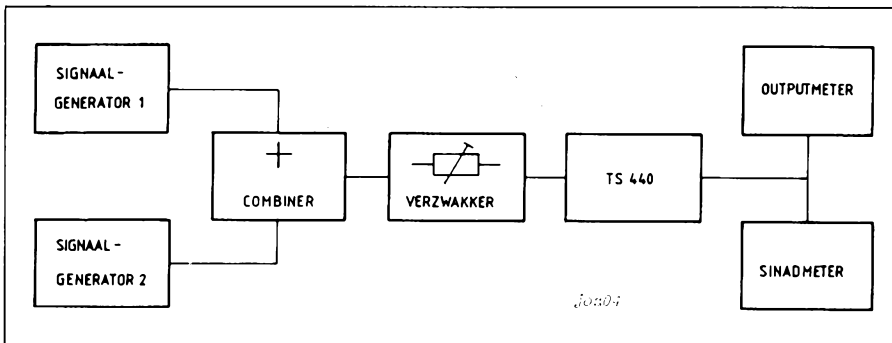 SIGNAAL-
GENERATOR 1
SIGNAAL-
GENERATOR 2
+
COMBINER
VERZWAKKER
TS 440
OUTPUTMETER
SINADMETER